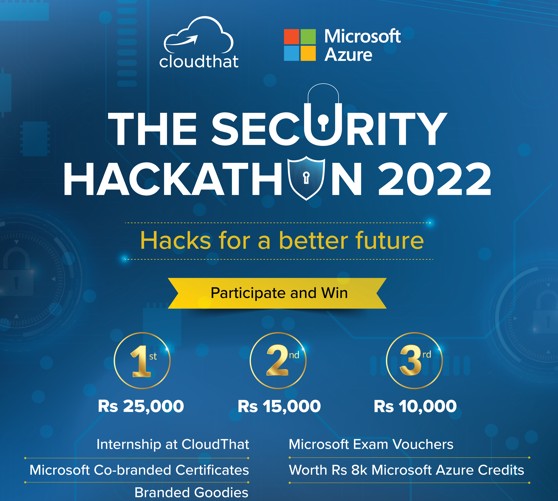 cloudthat
Microsoft
Azure
THE SECURITY
HACKATHON 2022
Hacks for a better future
Participate and Win
1st
2nd
3rd
Rs 25,000
Rs 15,000
Rs 10,000
Internship at CloudThat
Microsoft Exam Vouchers
Microsoft Co-branded Certificates
Worth Rs 8k Microsoft Azure Credits
Branded Goodies